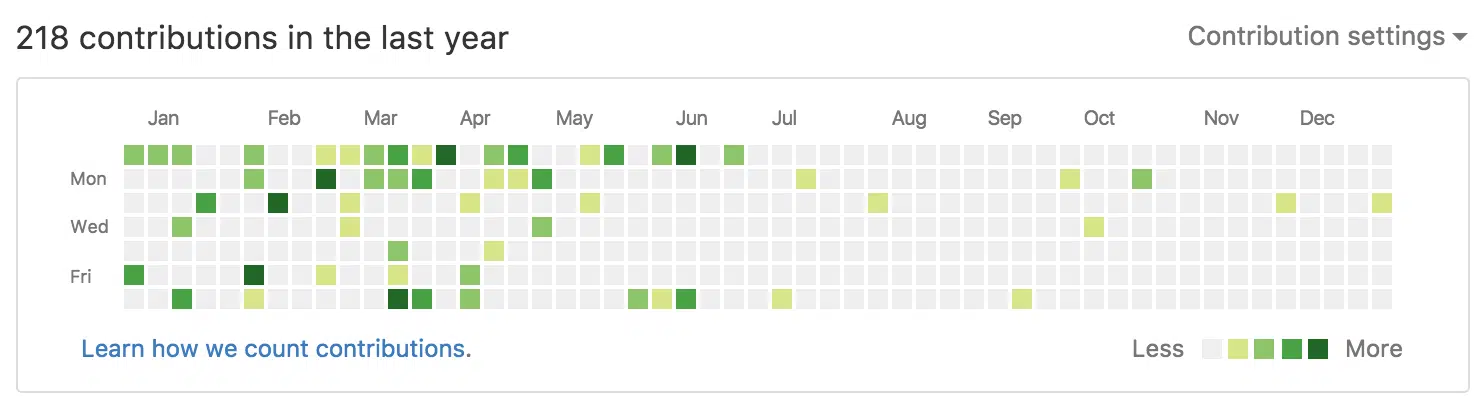 218 contributions in the last year
Contribution settings
Jan Feb Mar Apr May Jun Jul Aug Sep Oct Nov Dec
Mon
Wed
Fri
Learn how we count contributions.
Less More